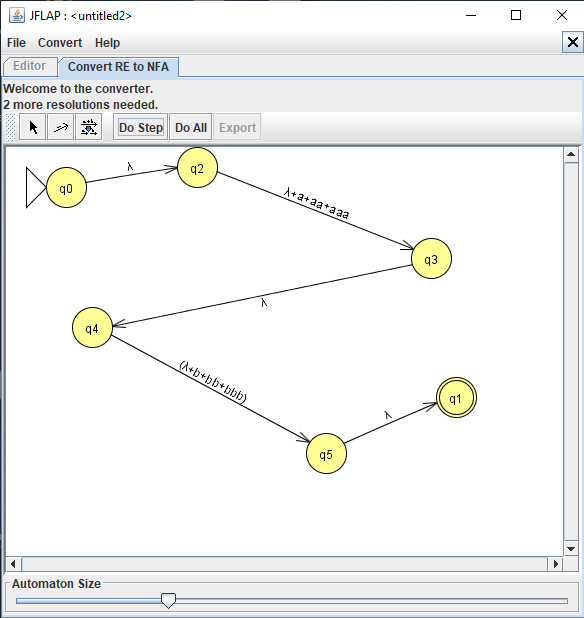 JFLAP : <untitled2>
File Convert Help
Editor Convert RE to NFA
Welcome to the converter.
2 more resolutions needed.
Do Step Do All Export
q0
λ
q2
λ+a+aa+aaa
q3
λ
q4
(λ+b+bb+bbb)
q5
λ
q1
Automaton Size